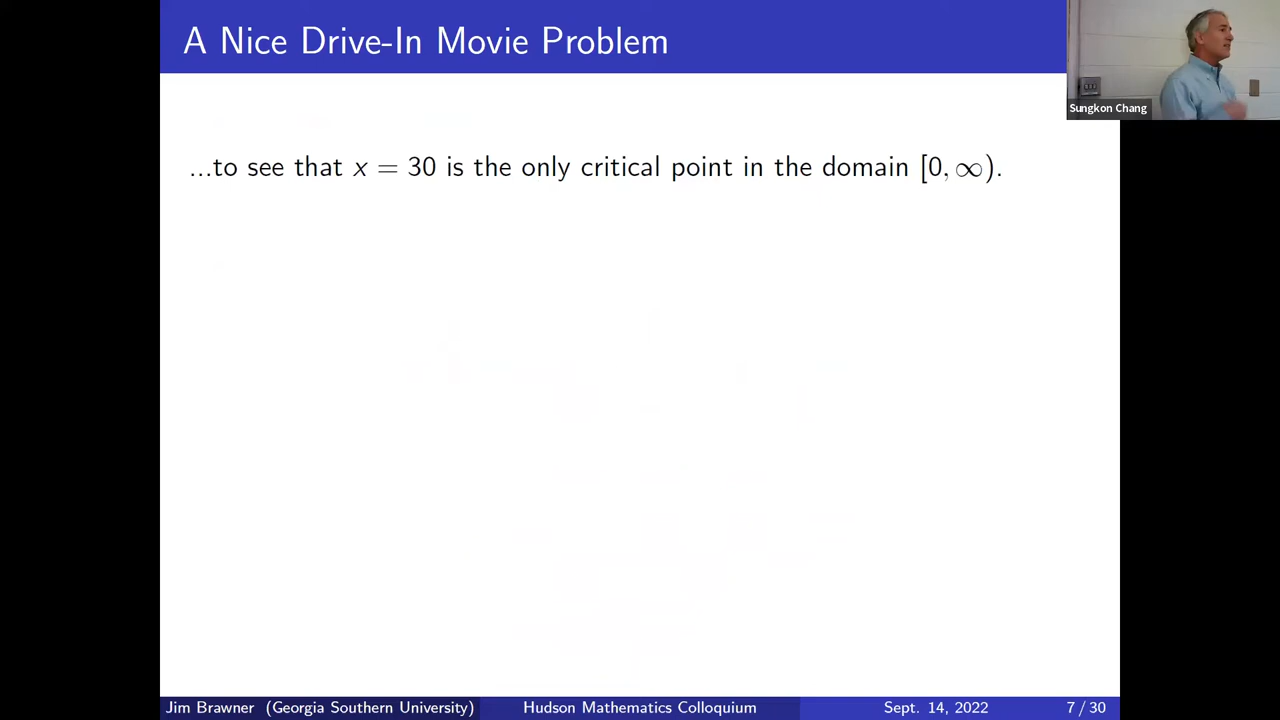 A Nice Drive-In Movie Problem
Sungkon Chang
...to see that x = 30 is the only critical point in the domain [0, ∞).
Jim Brawner (Georgia Southern University) Hudson Mathematics Colloquium Sept. 14, 2022 7 / 30